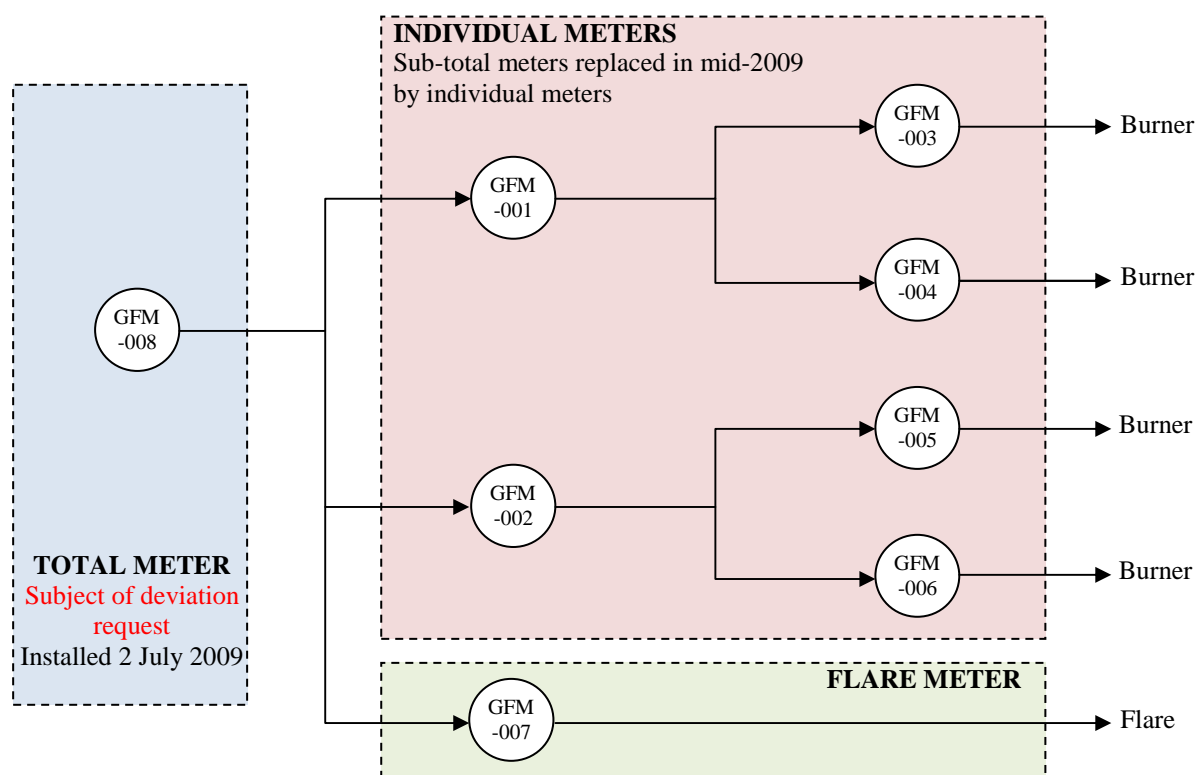 INDIVIDUAL METERS
Sub-total meters replaced in mid-2009
by individual meters
GFM
-003
Burner
GFM
-001
GFM
-004
Burner
GFM
-008
GFM
-005
Burner
GFM
-002
GFM
-006
Burner
TOTAL METER
Subject of deviation
request
Installed 2 July 2009
FLARE METER
GFM
-007
Flare